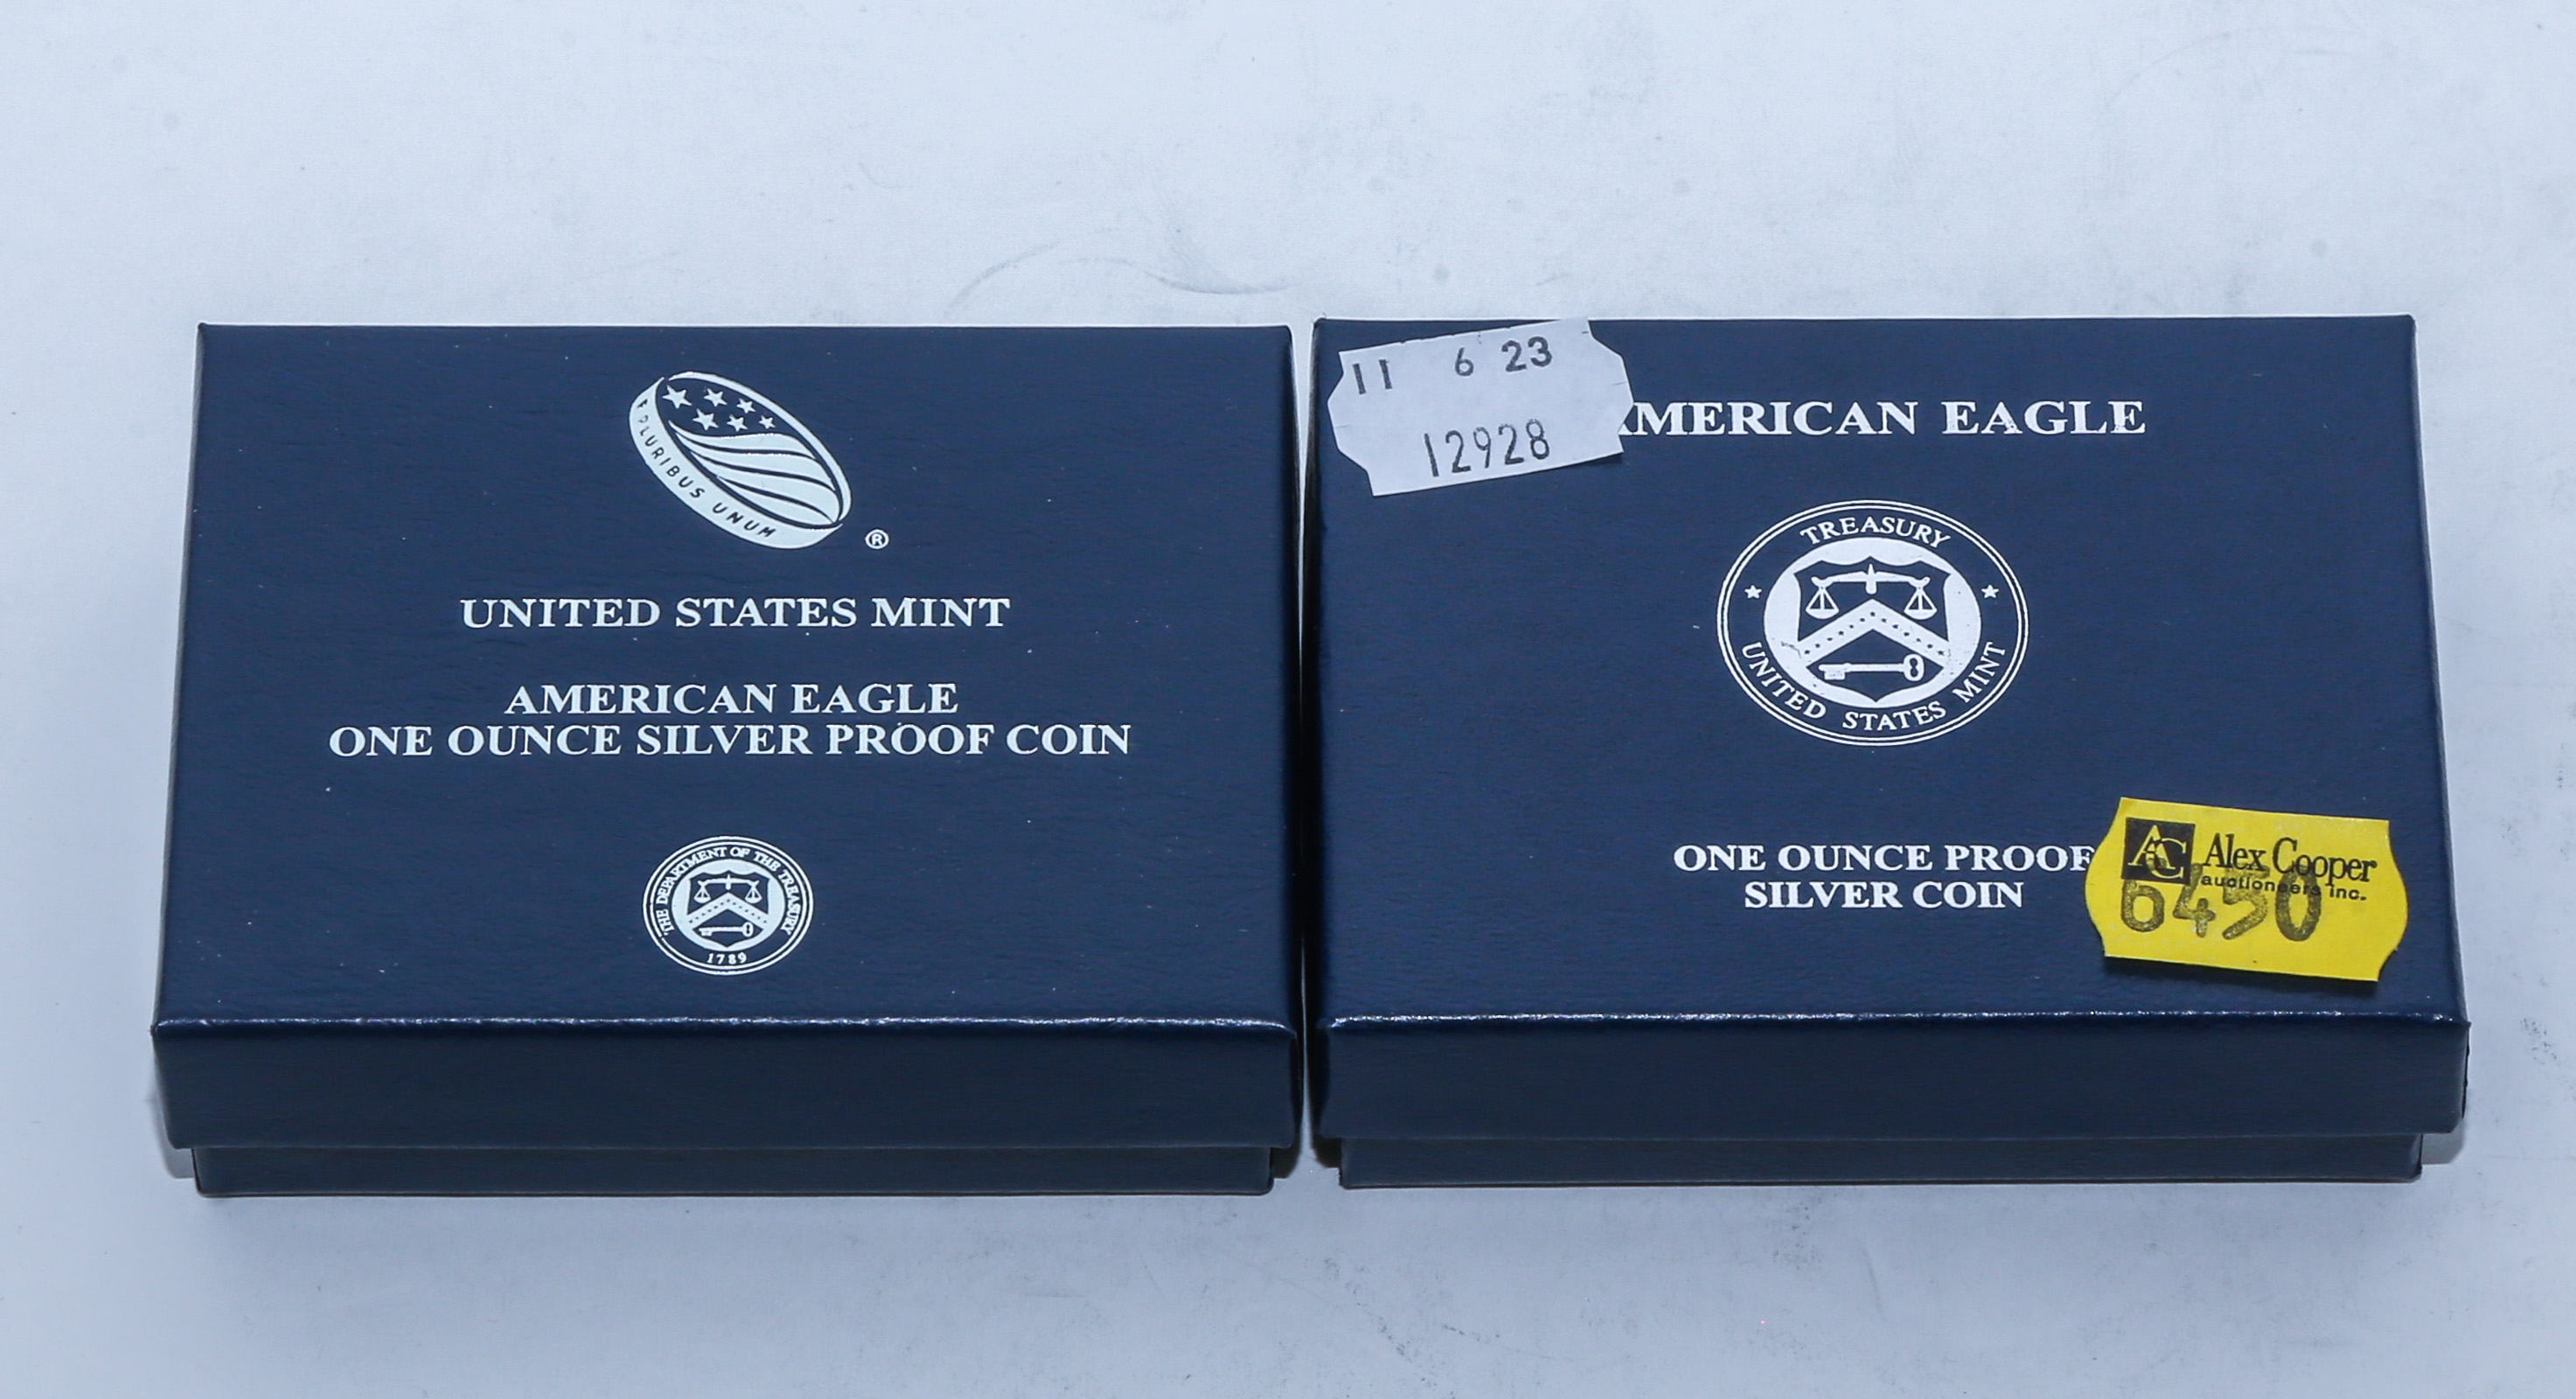 E PLURIBUS UNUM
®
UNITED STATES MINT
AMERICAN EAGLE
ONE OUNCE SILVER PROOF COIN
THE DEPARTMENT OF THE TREASURY
1789
11 6 23
12928
AMERICAN EAGLE
TREASURY
UNITED STATES MINT
ONE OUNCE PROOF
SILVER COIN
AC Alex Cooper
auctioneers inc.
6450